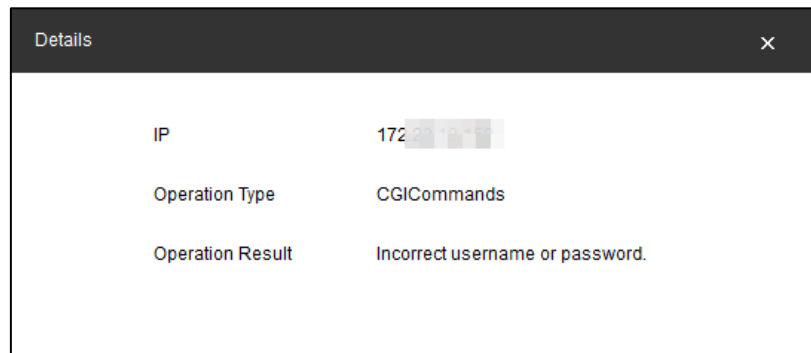 Details
IP 172
Operation Type CGICommands
Operation Result Incorrect username or password.